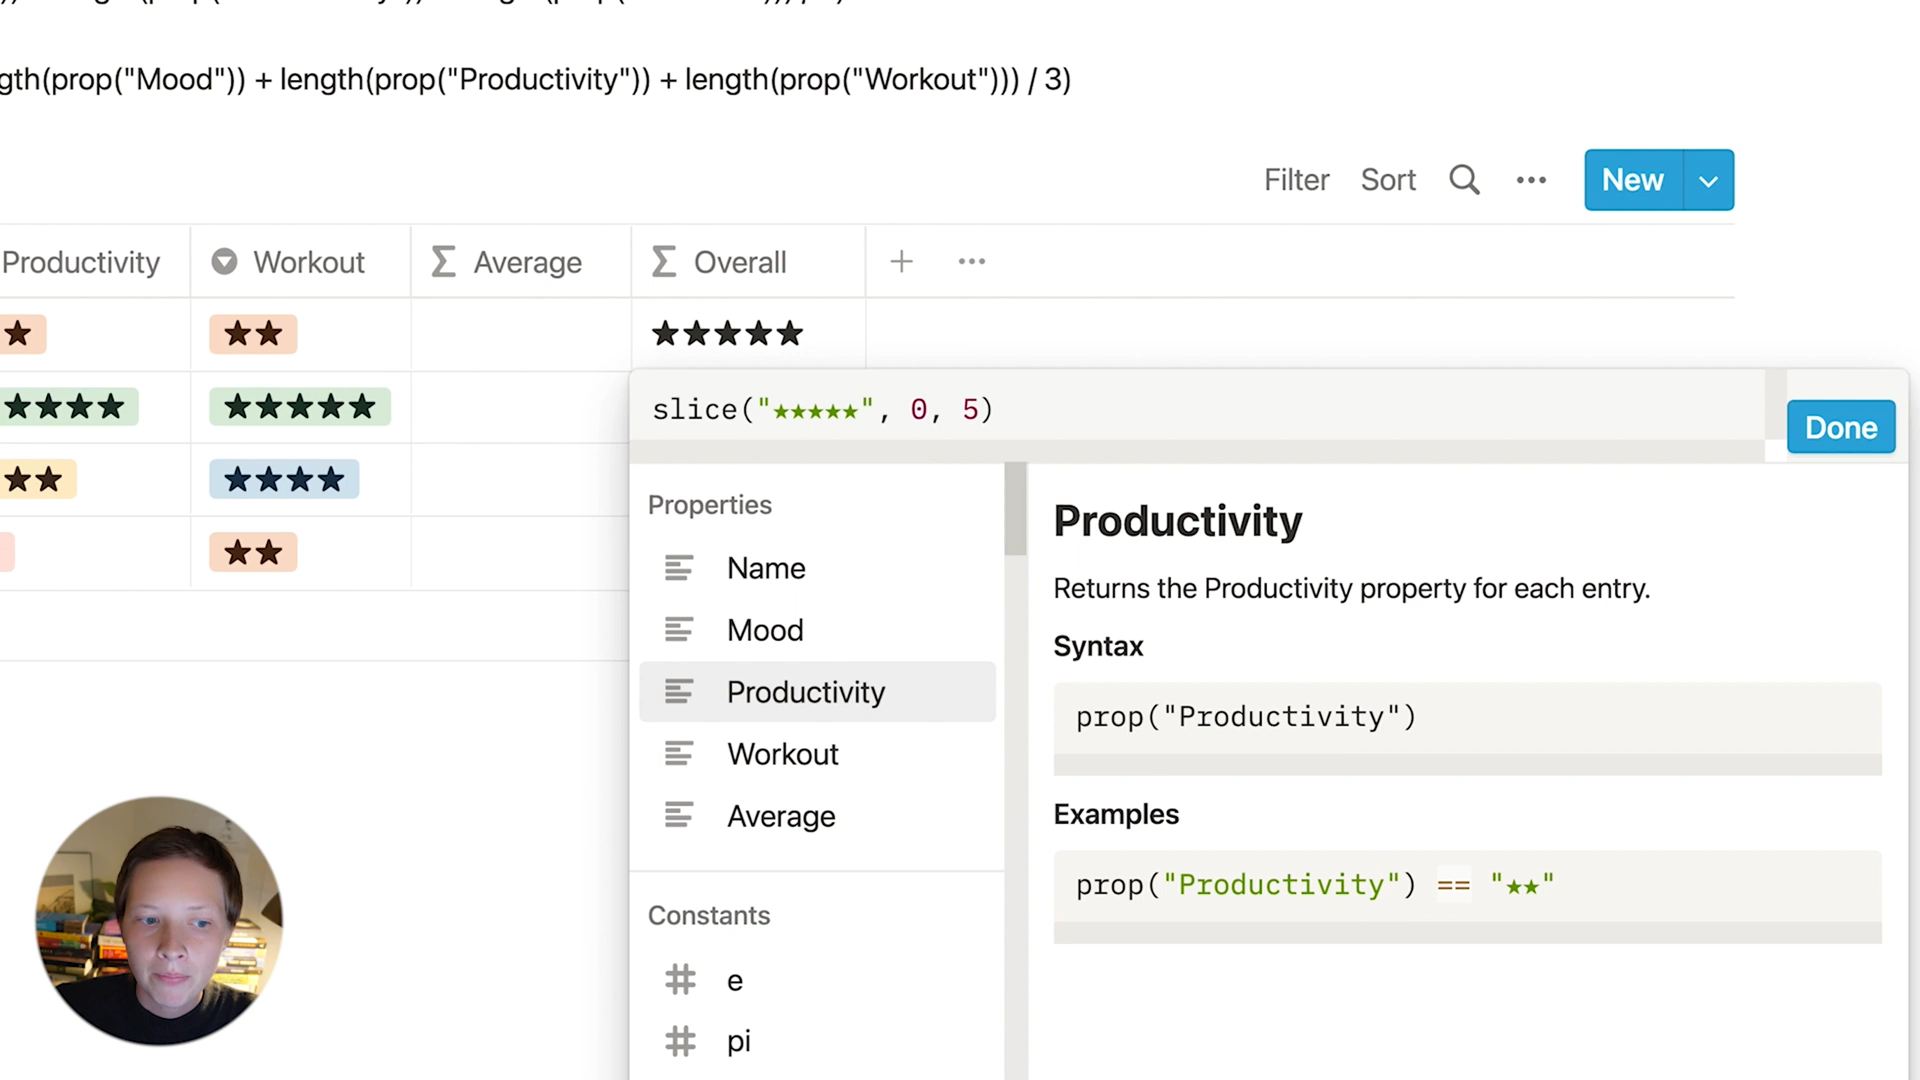 gth(prop("Mood")) + length(prop("Productivity")) + length(prop("Workout"))) / 3)
Filter Sort New
Productivity Workout Average Overall
★ ★★ ★★★★★
★★★★ ★★★★★
slice("★★★★★", 0, 5)
Done
★★ ★★★★
★★
Properties
Name
Mood
Productivity
Workout
Average
Constants
e
pi
Productivity
Returns the Productivity property for each entry.
Syntax
prop("Productivity")
Examples
prop("Productivity") == "★★"